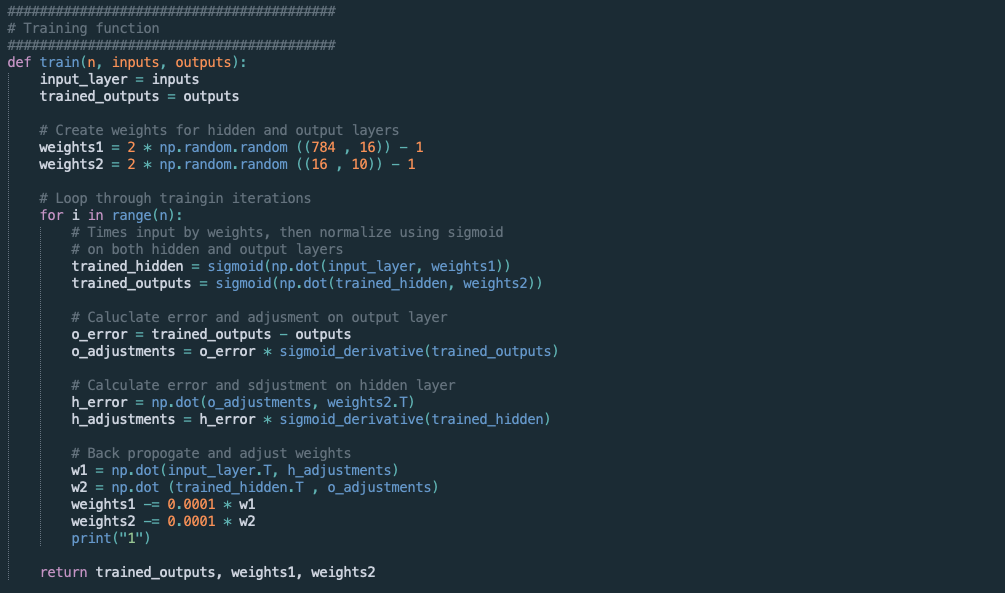 #########################################
# Training function
#########################################
def train(n, inputs, outputs):
    input_layer = inputs
    trained_outputs = outputs

    # Create weights for hidden and output layers
    weights1 = 2 * np.random.random ((784 , 16)) - 1
    weights2 = 2 * np.random.random ((16 , 10)) - 1

    # Loop through traingin iterations
    for i in range(n):
        # Times input by weights, then normalize using sigmoid
        # on both hidden and output layers
        trained_hidden = sigmoid(np.dot(input_layer, weights1))
        trained_outputs = sigmoid(np.dot(trained_hidden, weights2))

        # Caluclate error and adjusment on output layer
        o_error = trained_outputs - outputs
        o_adjustments = o_error * sigmoid_derivative(trained_outputs)

        # Calculate error and sdjustment on hidden layer
        h_error = np.dot(o_adjustments, weights2.T)
        h_adjustments = h_error * sigmoid_derivative(trained_hidden)

        # Back propogate and adjust weights
        w1 = np.dot(input_layer.T, h_adjustments)
        w2 = np.dot (trained_hidden.T , o_adjustments)
        weights1 -= 0.0001 * w1
        weights2 -= 0.0001 * w2
        print("1")

    return trained_outputs, weights1, weights2